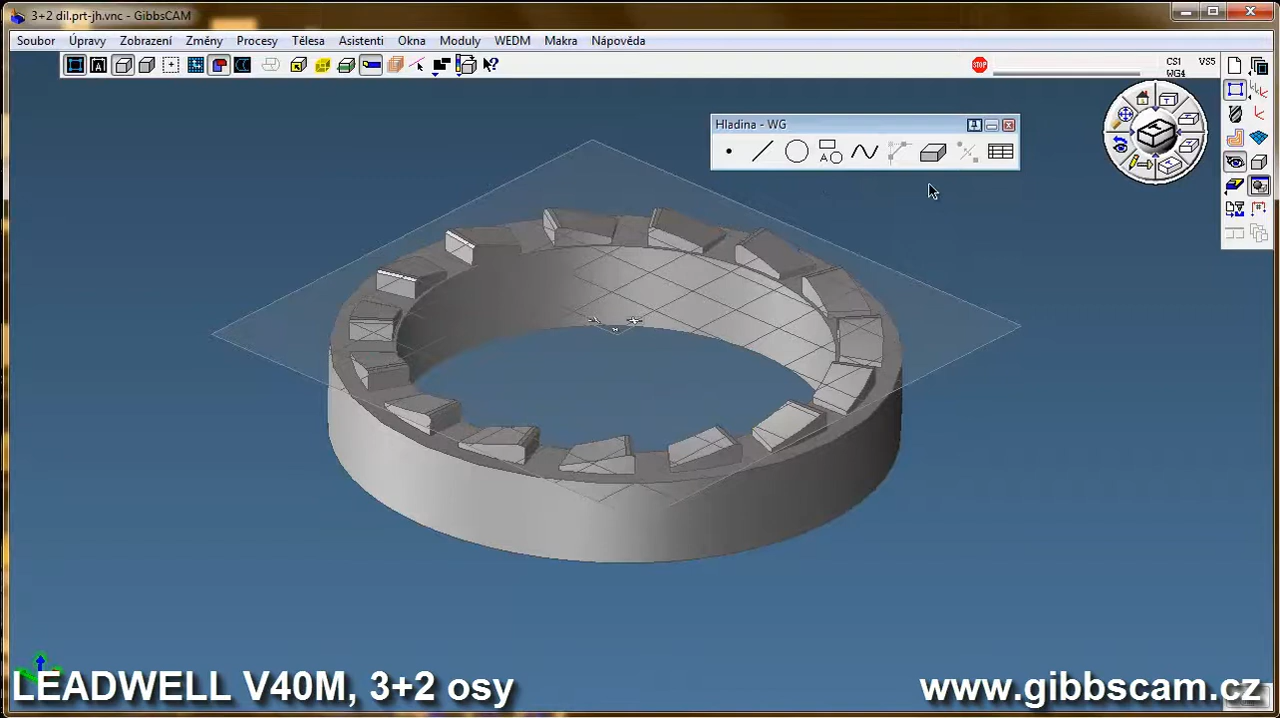 3+2 dil.prt-jh.vnc - GibbsCAM
Soubor Úpravy Zobrazení Změny Procesy Tělesa Asistenti Okna Moduly WEDM Makra Nápověda
STOP
CS1 VS5
WG4
Hladina - WG
LEADWELL V40M, 3+2 osy
www.gibbscam.cz